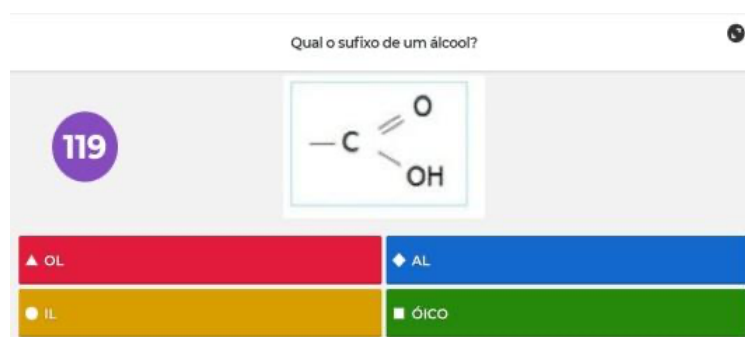 Qual o sufixo de um álcool?
119
O
C
OH
OL
AL
IL
ÓICO